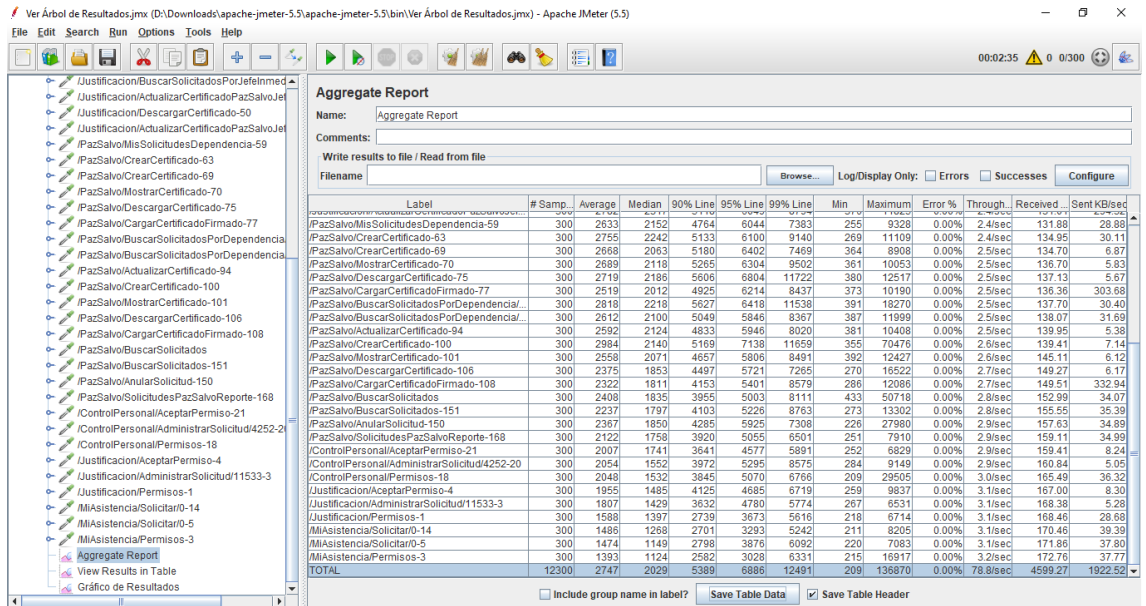 Ver Árbol de Resultados.jmx (D:\Downloads\apache-jmeter-5.5\apache-jmeter-5.5\bin\Ver Árbol de Resultados.jmx) - Apache JMeter (5.5)
File Edit Search Run Options Tools Help
00:02:35 0 0/300
/Justificacion/BuscarSolicitadosPorJefeInmed
/Justificacion/ActualizarCertificadoPazSalvoJef
/Justificacion/DescargarCertificado-50
/Justificacion/ActualizarCertificadoPazSalvoJef
/PazSalvo/MisSolicitudesDependencia-59
/PazSalvo/CrearCertificado-63
/PazSalvo/CrearCertificado-69
/PazSalvo/MostrarCertificado-70
/PazSalvo/DescargarCertificado-75
/PazSalvo/CargarCertificadoFirmado-77
/PazSalvo/BuscarSolicitadosPorDependencia
/PazSalvo/BuscarSolicitadosPorDependencia
/PazSalvo/ActualizarCertificado-94
/PazSalvo/CrearCertificado-100
/PazSalvo/MostrarCertificado-101
/PazSalvo/DescargarCertificado-106
/PazSalvo/CargarCertificadoFirmado-108
/PazSalvo/BuscarSolicitados
/PazSalvo/BuscarSolicitados-151
/PazSalvo/AnularSolicitud-150
/PazSalvo/SolicitudesPazSalvoReporte-168
/ControlPersonal/AceptarPermiso-21
/ControlPersonal/AdministrarSolicitud/4252-20
/ControlPersonal/Permisos-18
/Justificacion/AceptarPermiso-4
/Justificacion/AdministrarSolicitud/11533-3
/Justificacion/Permisos-1
/MiAsistencia/Solicitar/0-14
/MiAsistencia/Solicitar/0-5
/MiAsistencia/Permisos-3
Aggregate Report
View Results in Table
Gráfico de Resultados
Aggregate Report
Name: Aggregate Report
Comments:
Write results to file / Read from file
Filename Browse... Log/Display Only: Errors Successes Configure
Label # Samp... Average Median 90% Line 95% Line 99% Line Min Maximum Error % Through... Received ... Sent KB/sec
/PazSalvo/MisSolicitudesDependencia-59 300 2633 2152 4764 6044 7383 255 9328 0.00% 2.4/sec 131.88 28.88
/PazSalvo/CrearCertificado-63 300 2755 2242 5133 6100 9140 269 11109 0.00% 2.4/sec 134.95 30.11
/PazSalvo/CrearCertificado-69 300 2668 2063 5180 6402 7469 364 8908 0.00% 2.5/sec 134.70 6.87
/PazSalvo/MostrarCertificado-70 300 2689 2118 5265 6304 9502 361 10053 0.00% 2.5/sec 136.70 5.83
/PazSalvo/DescargarCertificado-75 300 2719 2186 5606 6804 11722 380 12517 0.00% 2.5/sec 137.13 5.67
/PazSalvo/CargarCertificadoFirmado-77 300 2519 2012 4925 6214 8437 373 10190 0.00% 2.5/sec 136.36 303.68
/PazSalvo/BuscarSolicitadosPorDependencia/... 300 2818 2218 5627 6418 11538 391 18270 0.00% 2.5/sec 137.70 30.40
/PazSalvo/BuscarSolicitadosPorDependencia/... 300 2612 2100 5049 5846 8367 387 11999 0.00% 2.5/sec 138.07 31.69
/PazSalvo/ActualizarCertificado-94 300 2592 2124 4833 5946 8020 381 10408 0.00% 2.5/sec 139.95 5.38
/PazSalvo/CrearCertificado-100 300 2984 2140 5169 7138 11659 355 70476 0.00% 2.6/sec 139.41 7.14
/PazSalvo/MostrarCertificado-101 300 2558 2071 4657 5806 8491 392 12427 0.00% 2.6/sec 145.11 6.12
/PazSalvo/DescargarCertificado-106 300 2375 1853 4497 5721 7265 270 16522 0.00% 2.7/sec 149.27 6.17
/PazSalvo/CargarCertificadoFirmado-108 300 2322 1811 4153 5401 8579 286 12086 0.00% 2.7/sec 149.51 332.94
/PazSalvo/BuscarSolicitados 300 2408 1835 3955 5003 8111 433 50718 0.00% 2.8/sec 152.99 34.07
/PazSalvo/BuscarSolicitados-151 300 2237 1797 4103 5226 8763 273 13302 0.00% 2.8/sec 155.55 35.39
/PazSalvo/AnularSolicitud-150 300 2367 1850 4285 5925 7308 226 27980 0.00% 2.9/sec 157.63 34.89
/PazSalvo/SolicitudesPazSalvoReporte-168 300 2122 1758 3920 5055 6501 251 7910 0.00% 2.9/sec 159.11 34.99
/ControlPersonal/AceptarPermiso-21 300 2007 1741 3641 4577 5891 252 6829 0.00% 2.9/sec 159.41 8.24
/ControlPersonal/AdministrarSolicitud/4252-20 300 2054 1552 3972 5295 8575 284 9149 0.00% 3.0/sec 160.84 5.05
/ControlPersonal/Permisos-18 300 2048 1532 3845 5070 6766 209 29505 0.00% 3.0/sec 165.49 36.32
/Justificacion/AceptarPermiso-4 300 1955 1485 4125 4685 6719 259 9837 0.00% 3.1/sec 167.00 8.30
/Justificacion/AdministrarSolicitud/11533-3 300 1807 1429 3632 4780 5774 267 6531 0.00% 3.1/sec 168.38 5.28
/Justificacion/Permisos-1 300 1588 1397 2739 3673 5616 218 6714 0.00% 3.1/sec 168.46 28.68
/MiAsistencia/Solicitar/0-14 300 1486 1268 2701 3293 5242 211 8205 0.00% 3.1/sec 170.46 39.39
/MiAsistencia/Solicitar/0-5 300 1474 1149 2798 3876 6092 220 7083 0.00% 3.1/sec 171.86 37.80
/MiAsistencia/Permisos-3 300 1393 1124 2582 3028 6331 215 16917 0.00% 3.2/sec 172.76 37.77
TOTAL 12300 2747 2029 5389 6886 12491 209 136870 0.00% 78.8/sec 4599.27 1922.52
Include group name in label? Save Table Data Save Table Header